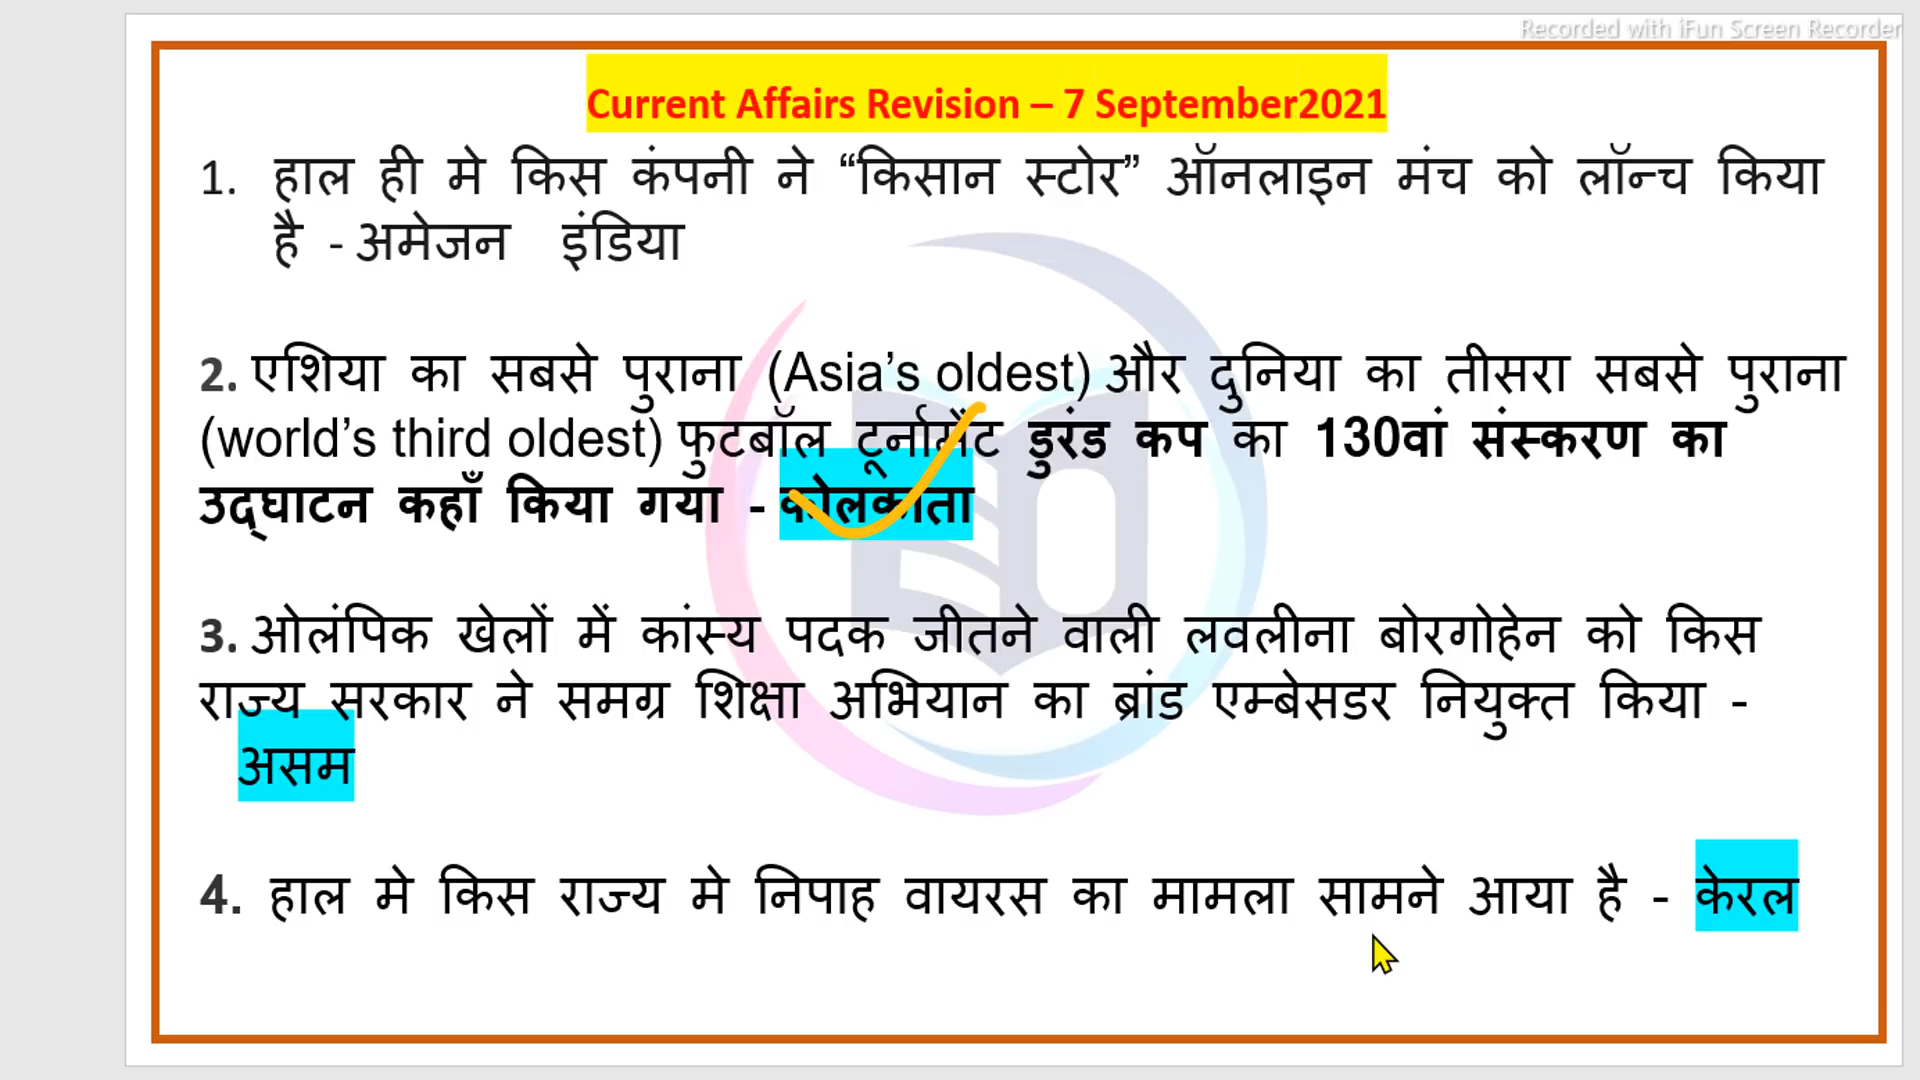 Recorded with iFun Screen Recorder
Current Affairs Revision – 7 September2021
1. हाल ही मे किस कंपनी ने “किसान स्टोर” ऑनलाइन मंच को लॉन्च किया
है - अमेजन इंडिया
2. एशिया का सबसे पुराना (Asia’s oldest) और दुनिया का तीसरा सबसे पुराना
(world’s third oldest) फुटबॉल टूर्नामेंट डुरंड कप का 130वां संस्करण का
उद्घाटन कहाँ किया गया - कोलकाता
3. ओलंपिक खेलों में कांस्य पदक जीतने वाली लवलीना बोरगोहेन को किस
राज्य सरकार ने समग्र शिक्षा अभियान का ब्रांड एम्बेसडर नियुक्त किया -
असम
4. हाल मे किस राज्य मे निपाह वायरस का मामला सामने आया है - केरल